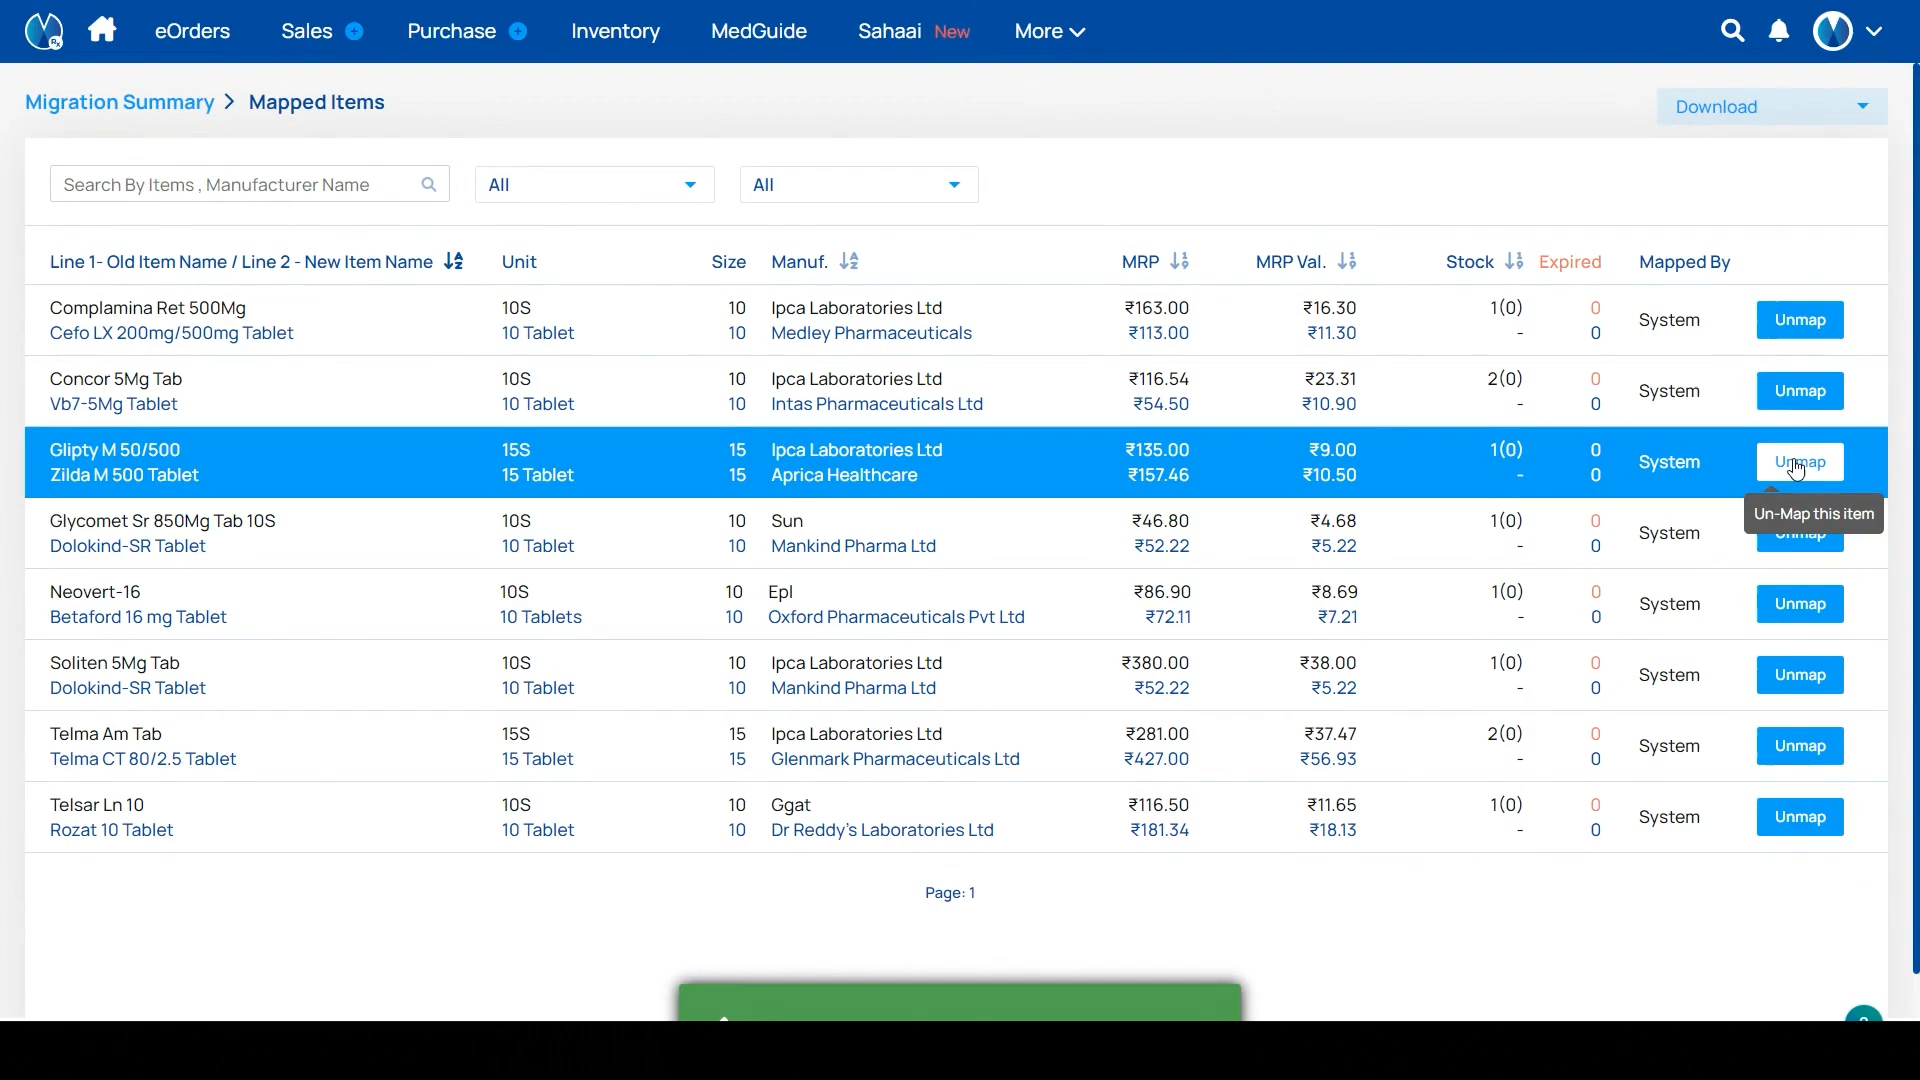 eOrders Sales Purchase Inventory MedGuide Sahaai New More
Migration Summary > Mapped Items
Download
Search By Items , Manufacturer Name All All
Line 1- Old Item Name / Line 2 - New Item Name Unit Size Manuf. MRP MRP Val. Stock Expired Mapped By
Complamina Ret 500Mg 10S 10 Ipca Laboratories Ltd ₹163.00 ₹16.30 1(0) 0
System Unmap
Cefo LX 200mg/500mg Tablet 10 Tablet 10 Medley Pharmaceuticals ₹113.00 ₹11.30 - 0
Concor 5Mg Tab 10S 10 Ipca Laboratories Ltd ₹116.54 ₹23.31 2(0) 0
System Unmap
Vb7-5Mg Tablet 10 Tablet 10 Intas Pharmaceuticals Ltd ₹54.50 ₹10.90 - 0
Glipty M 50/500 15S 15 Ipca Laboratories Ltd ₹135.00 ₹9.00 1(0) 0
System Unmap
Zilda M 500 Tablet 15 Tablet 15 Aprica Healthcare ₹157.46 ₹10.50 - 0
Un-Map this item
Glycomet Sr 850Mg Tab 10S 10S 10 Sun ₹46.80 ₹4.68 1(0) 0
System Unmap
Dolokind-SR Tablet 10 Tablet 10 Mankind Pharma Ltd ₹52.22 ₹5.22 - 0
Neovert-16 10S 10 Epl ₹86.90 ₹8.69 1(0) 0
System Unmap
Betaford 16 mg Tablet 10 Tablets 10 Oxford Pharmaceuticals Pvt Ltd ₹72.11 ₹7.21 - 0
Soliten 5Mg Tab 10S 10 Ipca Laboratories Ltd ₹380.00 ₹38.00 1(0) 0
System Unmap
Dolokind-SR Tablet 10 Tablet 10 Mankind Pharma Ltd ₹52.22 ₹5.22 - 0
Telma Am Tab 15S 15 Ipca Laboratories Ltd ₹281.00 ₹37.47 2(0) 0
System Unmap
Telma CT 80/2.5 Tablet 15 Tablet 15 Glenmark Pharmaceuticals Ltd ₹427.00 ₹56.93 - 0
Telsar Ln 10 10S 10 Ggat ₹116.50 ₹11.65 1(0) 0
System Unmap
Rozat 10 Tablet 10 Tablet 10 Dr Reddy's Laboratories Ltd ₹181.34 ₹18.13 - 0
Page: 1